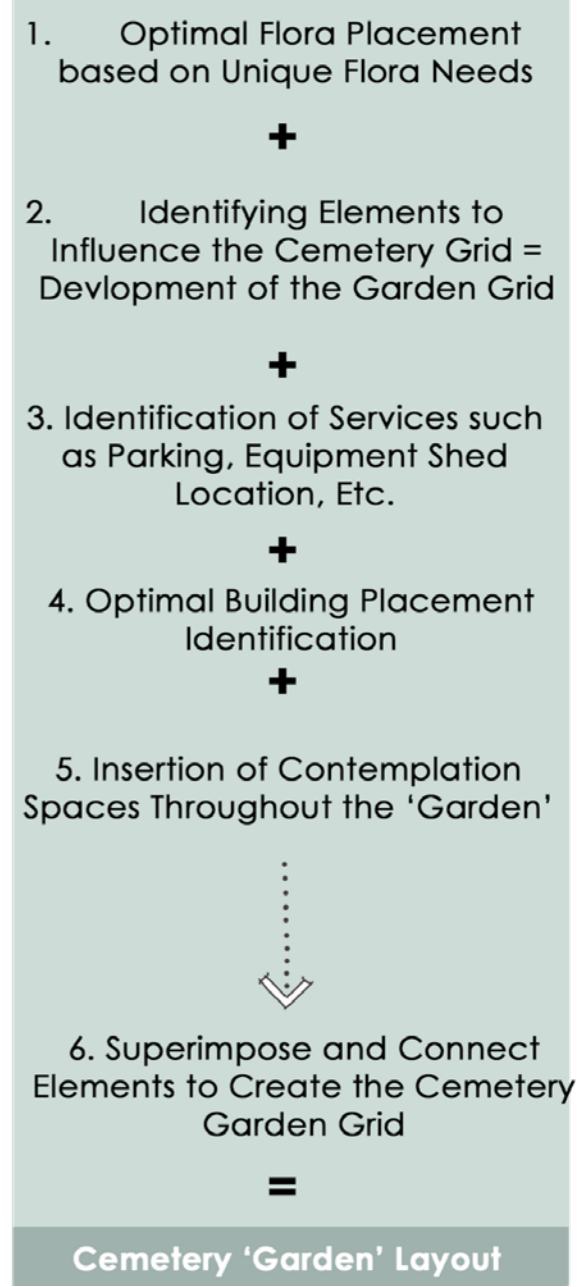 1. Optimal Flora Placement
based on Unique Flora Needs
+
2. Identifying Elements to
Influence the Cemetery Grid =
Devlopment of the Garden Grid
+
3. Identification of Services such
as Parking, Equipment Shed
Location, Etc.
+
4. Optimal Building Placement
Identification
+
5. Insertion of Contemplation
Spaces Throughout the ‘Garden’
6. Superimpose and Connect
Elements to Create the Cemetery
Garden Grid
=
Cemetery ‘Garden’ Layout